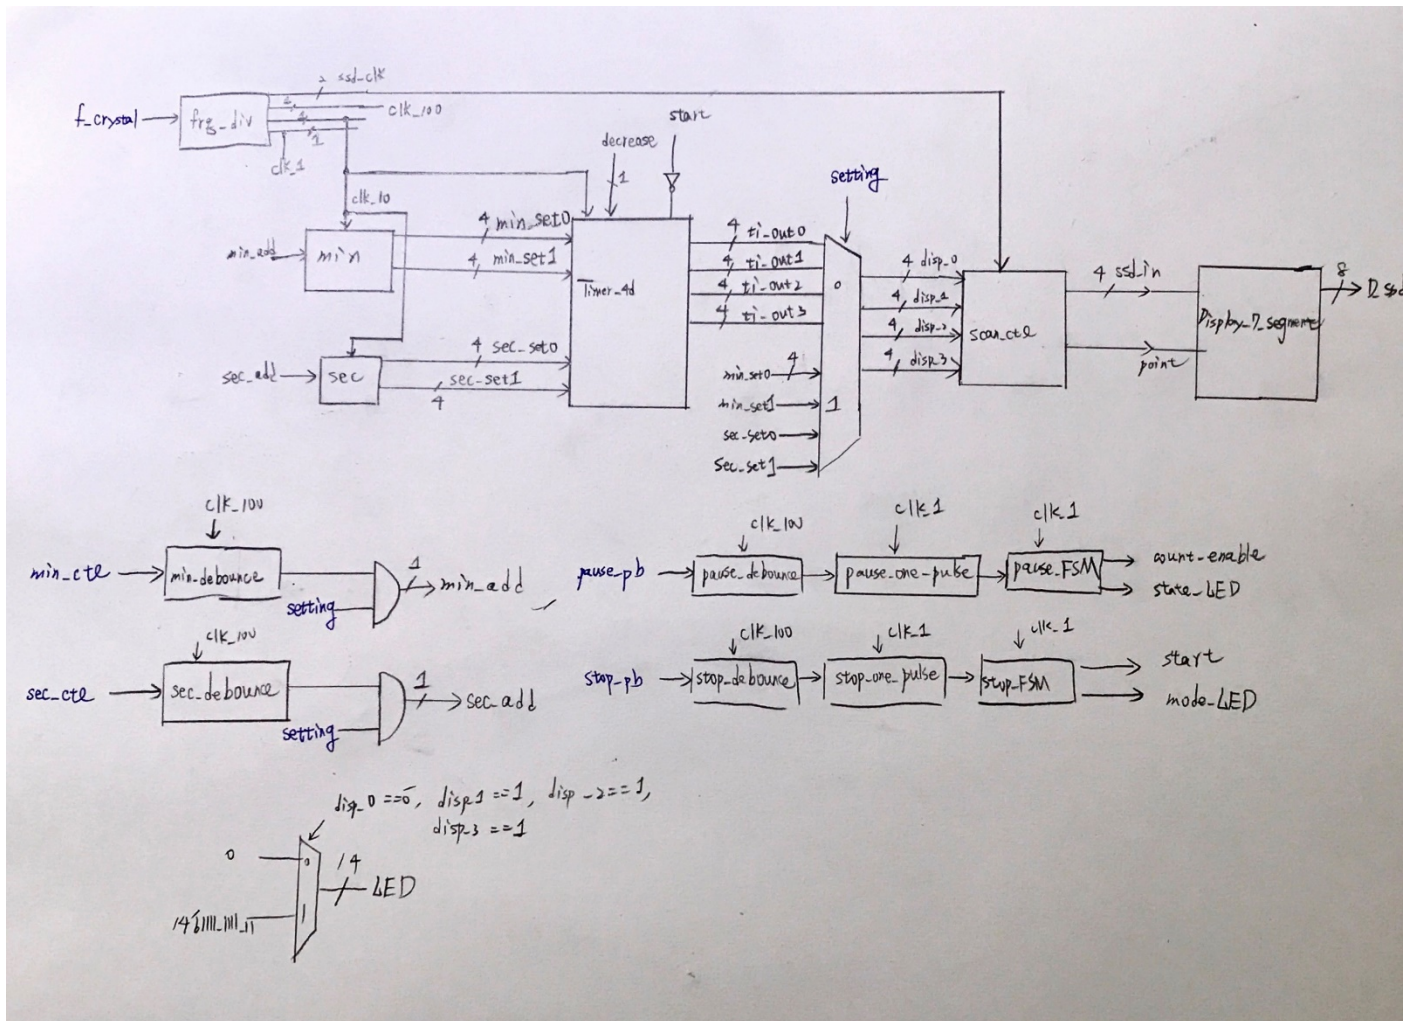 2 ssd_clk
f_crystal
frq_div
2
clk_100
4
1
clk_1
start
decrease
1
setting
clk_10
min_add
min
4 min_set0
4 min_set1
Timer_4d
4 ti_out0
4 ti_out1
4 ti_out2
4 ti_out3
0
4 disp_0
4 disp_1
4 disp_2
4 disp_3
scan_ctl
4 ssd_in
point
Display_7_segment
8
D_ssd
sec_add
sec
4 sec_set0
sec_set1
4
min_set0
4
min_set1
1
sec_set0
sec_set1
clk_100
min_ctl
min_debounce
setting
1
min_add
clk_100
sec_ctl
sec_debounce
setting
1
sec_add
clk_100
clk_1
clk_1
pause_pb
pause_debounce
pause_one_pulse
pause_FSM
count_enable
state_LED
clk_100
clk_1
clk_1
stop_pb
stop_debounce
stop_one_pulse
stop_FSM
start
mode_LED
disp_0 ==0, disp1 ==1, disp_2==1,
disp_3 ==1
0
0
14
LED
1